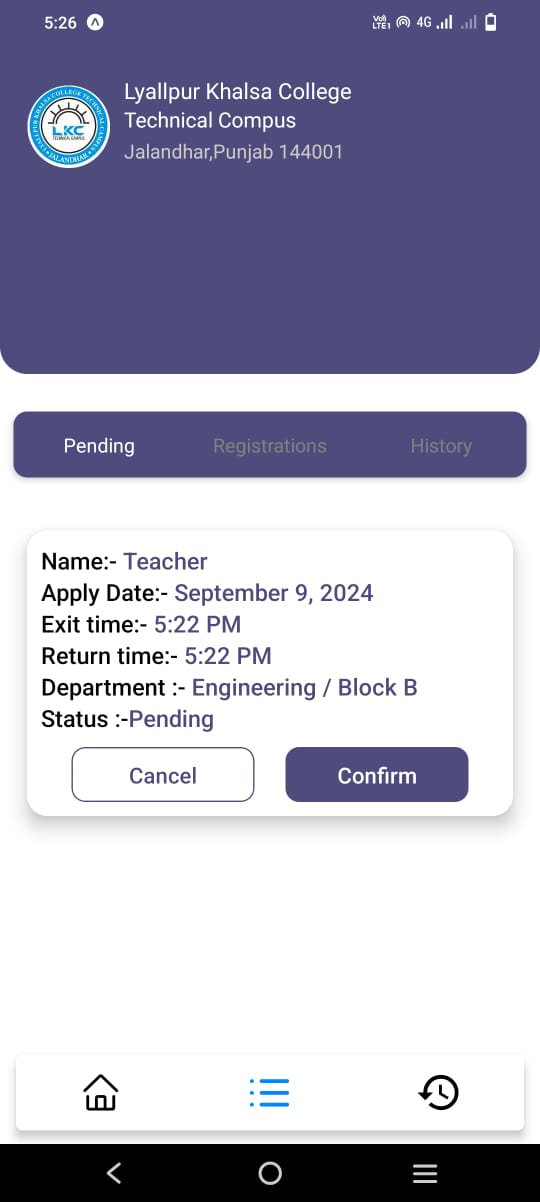 5:26
Vo) LTE1 4G
Lyallpur Khalsa College
Technical Compus
Jalandhar,Punjab 144001
LYALLPUR KHALSA COLLEGE TECHNICAL CAMPUS
LKC
TECHNICAL CAMPUS
JALANDHAR
Pending Registrations History
Name:- Teacher
Apply Date:- September 9, 2024
Exit time:- 5:22 PM
Return time:- 5:22 PM
Department :- Engineering / Block B
Status :-Pending
Cancel Confirm